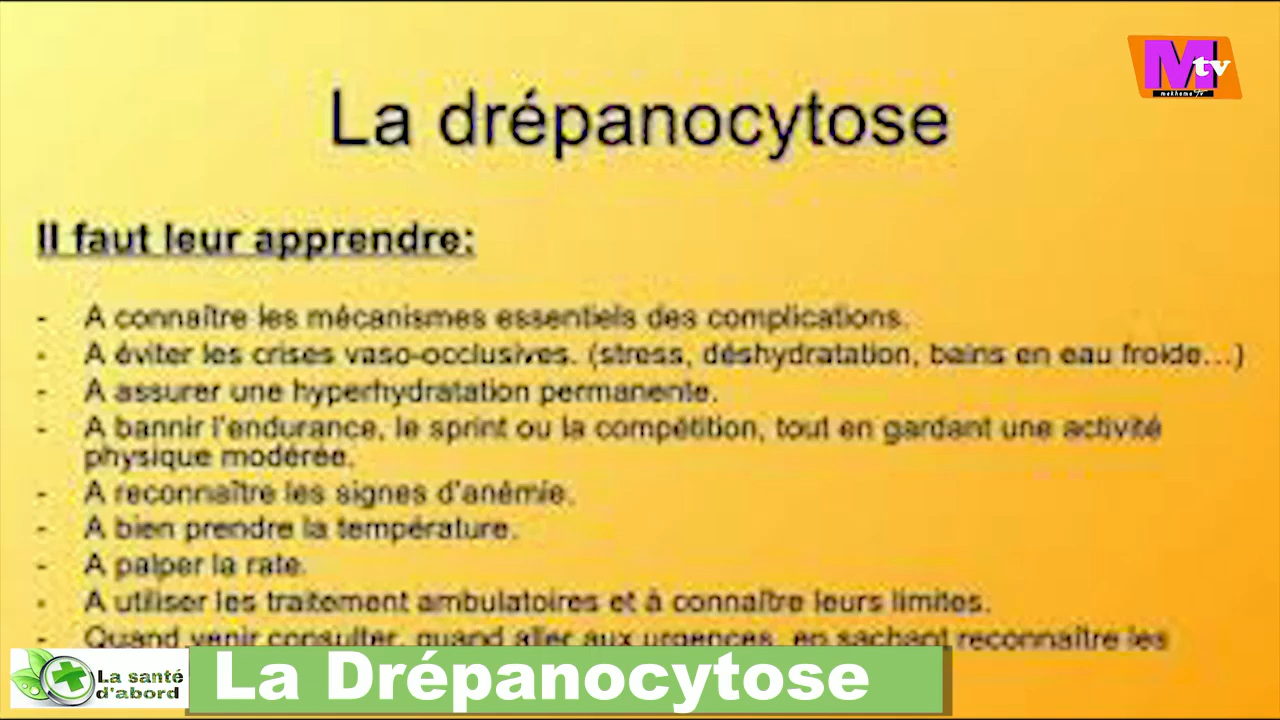 M tv
makhama TV
La drépanocytose
Il faut leur apprendre:
- A connaître les mécanismes essentiels des complications.
- A éviter les crises vaso-occlusives. (stress, déshydratation, bains en eau froide...)
- A assurer une hyperhydratation permanente.
- A bannir l'endurance, le sprint ou la compétition, tout en gardant une activité
physique modérée.
- A reconnaître les signes d'anémie.
- A bien prendre la température.
- A palper la rate.
- A utiliser les traitement ambulatoires et à connaître leurs limites.
- Quand venir consulter, quand aller aux urgences, en sachant reconnaître les
La santé
d'abord
La Drépanocytose